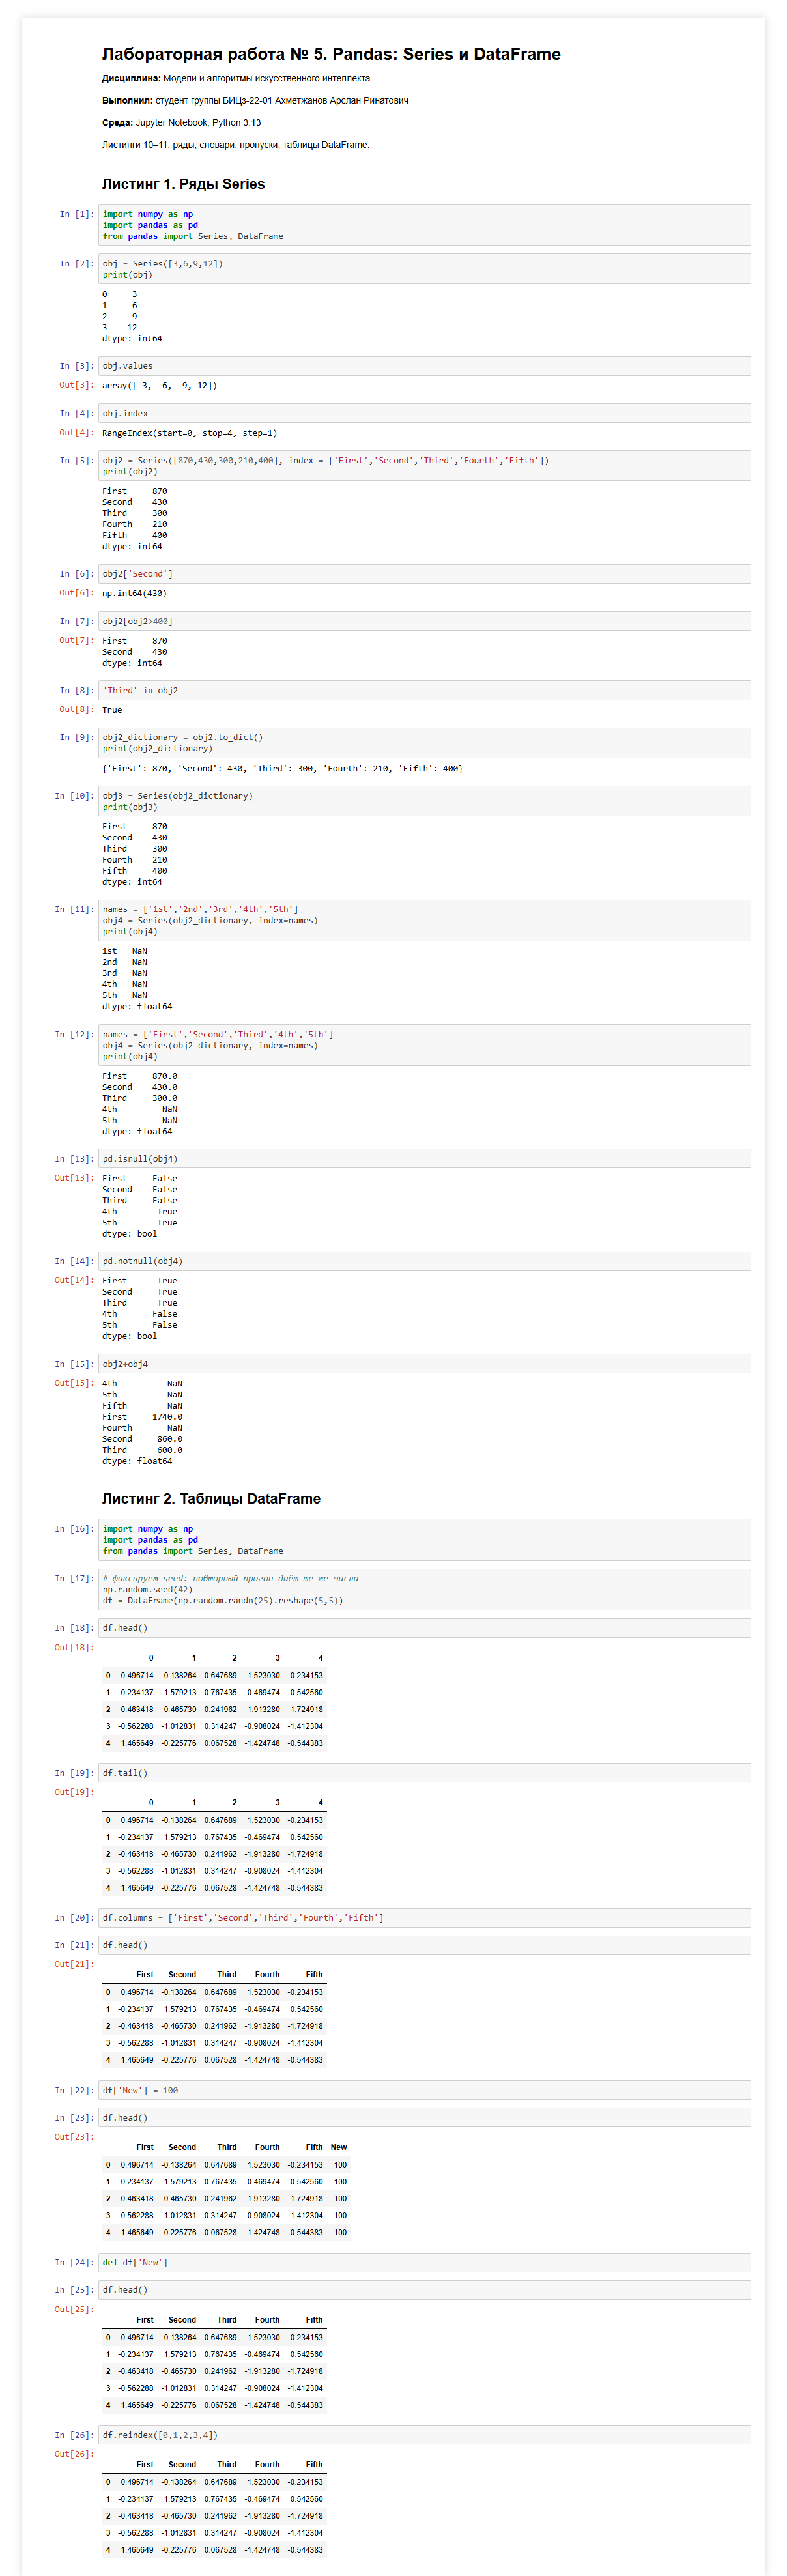 Лабораторная работа № 5. Pandas: Series и DataFrame
Дисциплина: Модели и алгоритмы искусственного интеллекта
Выполнил: студент группы БИЦз-22-01 Ахметжанов Арслан Ринатович
Среда: Jupyter Notebook, Python 3.13
Листинги 10–11: ряды, словари, пропуски, таблицы DataFrame.
Листинг 1. Ряды Series
In [1]: import numpy as np
import pandas as pd
from pandas import Series, DataFrame
In [2]: obj = Series([3,6,9,12])
print(obj)
0     3
1     6
2     9
3    12
dtype: int64
In [3]: obj.values
Out[3]: array([ 3,  6,  9, 12])
In [4]: obj.index
Out[4]: RangeIndex(start=0, stop=4, step=1)
In [5]: obj2 = Series([870,430,300,210,400], index = ['First','Second','Third','Fourth','Fifth'])
print(obj2)
First     870
Second    430
Third     300
Fourth    210
Fifth     400
dtype: int64
In [6]: obj2['Second']
Out[6]: np.int64(430)
In [7]: obj2[obj2>400]
Out[7]: First     870
Second    430
dtype: int64
In [8]: 'Third' in obj2
Out[8]: True
In [9]: obj2_dictionary = obj2.to_dict()
print(obj2_dictionary)
{'First': 870, 'Second': 430, 'Third': 300, 'Fourth': 210, 'Fifth': 400}
In [10]: obj3 = Series(obj2_dictionary)
print(obj3)
First     870
Second    430
Third     300
Fourth    210
Fifth     400
dtype: int64
In [11]: names = ['1st','2nd','3rd','4th','5th']
obj4 = Series(obj2_dictionary, index=names)
print(obj4)
1st   NaN
2nd   NaN
3rd   NaN
4th   NaN
5th   NaN
dtype: float64
In [12]: names = ['First','Second','Third','4th','5th']
obj4 = Series(obj2_dictionary, index=names)
print(obj4)
First     870.0
Second    430.0
Third     300.0
4th         NaN
5th         NaN
dtype: float64
In [13]: pd.isnull(obj4)
Out[13]: First     False
Second    False
Third     False
4th        True
5th        True
dtype: bool
In [14]: pd.notnull(obj4)
Out[14]: First      True
Second     True
Third      True
4th       False
5th       False
dtype: bool
In [15]: obj2+obj4
Out[15]: 4th          NaN
5th          NaN
Fifth        NaN
First     1740.0
Fourth       NaN
Second     860.0
Third      600.0
dtype: float64
Листинг 2. Таблицы DataFrame
In [16]: import numpy as np
import pandas as pd
from pandas import Series, DataFrame
In [17]: # фиксируем seed: повторный прогон даёт те же числа
np.random.seed(42)
df = DataFrame(np.random.randn(25).reshape(5,5))
In [18]: df.head()
Out[18]:
0 1 2 3 4
0 0.496714 -0.138264 0.647689 1.523030 -0.234153
1 -0.234137 1.579213 0.767435 -0.469474 0.542560
2 -0.463418 -0.465730 0.241962 -1.913280 -1.724918
3 -0.562288 -1.012831 0.314247 -0.908024 -1.412304
4 1.465649 -0.225776 0.067528 -1.424748 -0.544383
In [19]: df.tail()
Out[19]:
0 1 2 3 4
0 0.496714 -0.138264 0.647689 1.523030 -0.234153
1 -0.234137 1.579213 0.767435 -0.469474 0.542560
2 -0.463418 -0.465730 0.241962 -1.913280 -1.724918
3 -0.562288 -1.012831 0.314247 -0.908024 -1.412304
4 1.465649 -0.225776 0.067528 -1.424748 -0.544383
In [20]: df.columns = ['First','Second','Third','Fourth','Fifth']
In [21]: df.head()
Out[21]:
First Second Third Fourth Fifth
0 0.496714 -0.138264 0.647689 1.523030 -0.234153
1 -0.234137 1.579213 0.767435 -0.469474 0.542560
2 -0.463418 -0.465730 0.241962 -1.913280 -1.724918
3 -0.562288 -1.012831 0.314247 -0.908024 -1.412304
4 1.465649 -0.225776 0.067528 -1.424748 -0.544383
In [22]: df['New'] = 100
In [23]: df.head()
Out[23]:
First Second Third Fourth Fifth New
0 0.496714 -0.138264 0.647689 1.523030 -0.234153 100
1 -0.234137 1.579213 0.767435 -0.469474 0.542560 100
2 -0.463418 -0.465730 0.241962 -1.913280 -1.724918 100
3 -0.562288 -1.012831 0.314247 -0.908024 -1.412304 100
4 1.465649 -0.225776 0.067528 -1.424748 -0.544383 100
In [24]: del df['New']
In [25]: df.head()
Out[25]:
First Second Third Fourth Fifth
0 0.496714 -0.138264 0.647689 1.523030 -0.234153
1 -0.234137 1.579213 0.767435 -0.469474 0.542560
2 -0.463418 -0.465730 0.241962 -1.913280 -1.724918
3 -0.562288 -1.012831 0.314247 -0.908024 -1.412304
4 1.465649 -0.225776 0.067528 -1.424748 -0.544383
In [26]: df.reindex([0,1,2,3,4])
Out[26]:
First Second Third Fourth Fifth
0 0.496714 -0.138264 0.647689 1.523030 -0.234153
1 -0.234137 1.579213 0.767435 -0.469474 0.542560
2 -0.463418 -0.465730 0.241962 -1.913280 -1.724918
3 -0.562288 -1.012831 0.314247 -0.908024 -1.412304
4 1.465649 -0.225776 0.067528 -1.424748 -0.544383